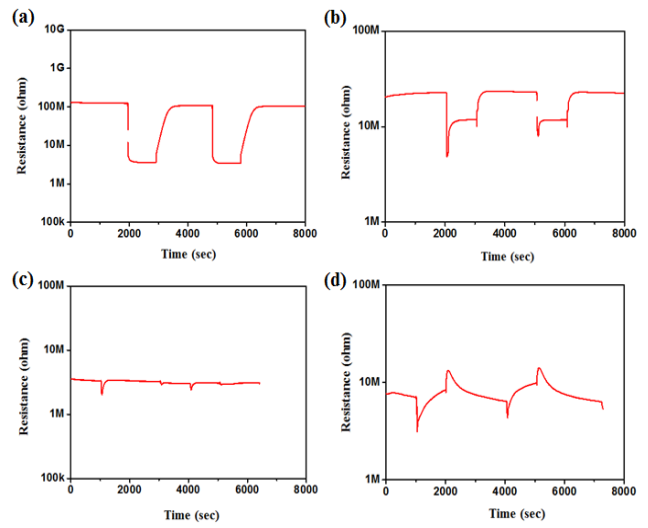 (a)
10G
1G
100M
10M
1M
100k
Resistance (ohm)
0 2000 4000 6000 8000
Time (sec)
(b)
100M
10M
1M
Resistance (ohm)
0 2000 4000 6000 8000
Time (sec)
(c)
100M
10M
1M
100k
Resistance (ohm)
0 2000 4000 6000 8000
Time (sec)
(d)
100M
10M
1M
Resistance (ohm)
0 2000 4000 6000 8000
Time (sec)